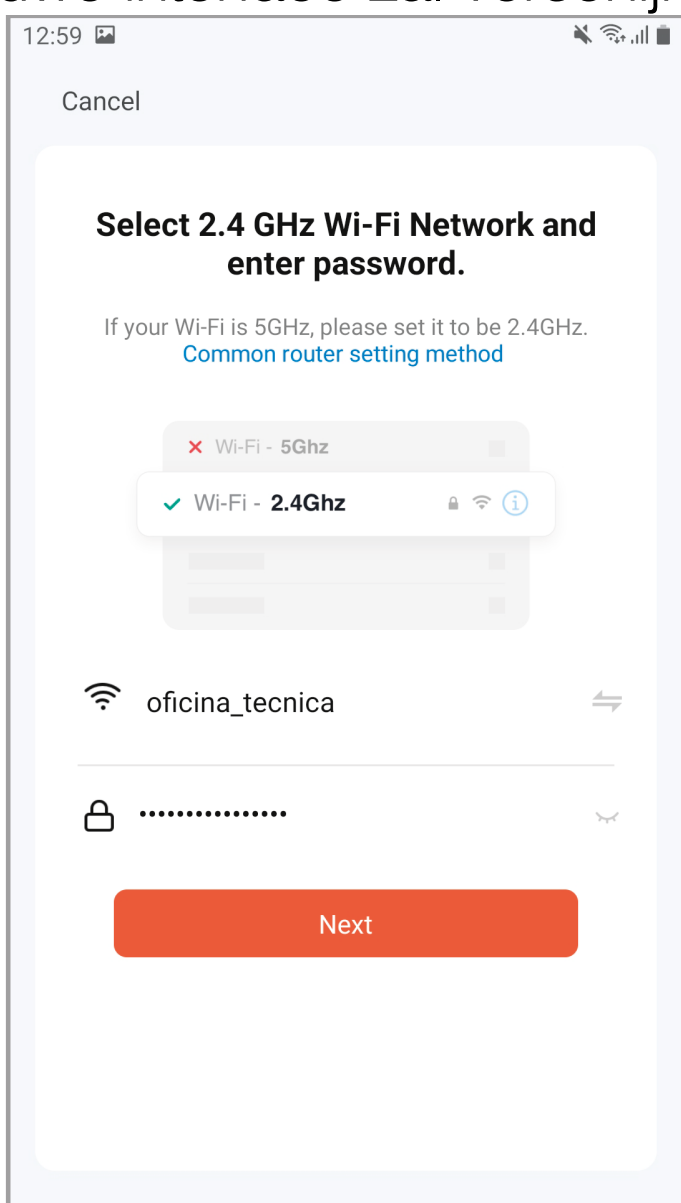 12:59
Cancel
Select 2.4 GHz Wi-Fi Network and
enter password.
If your Wi-Fi is 5GHz, please set it to be 2.4GHz.
Common router setting method
Wi-Fi - 5Ghz
Wi-Fi - 2.4Ghz
oficina_tecnica
••••••••••••••••
Next